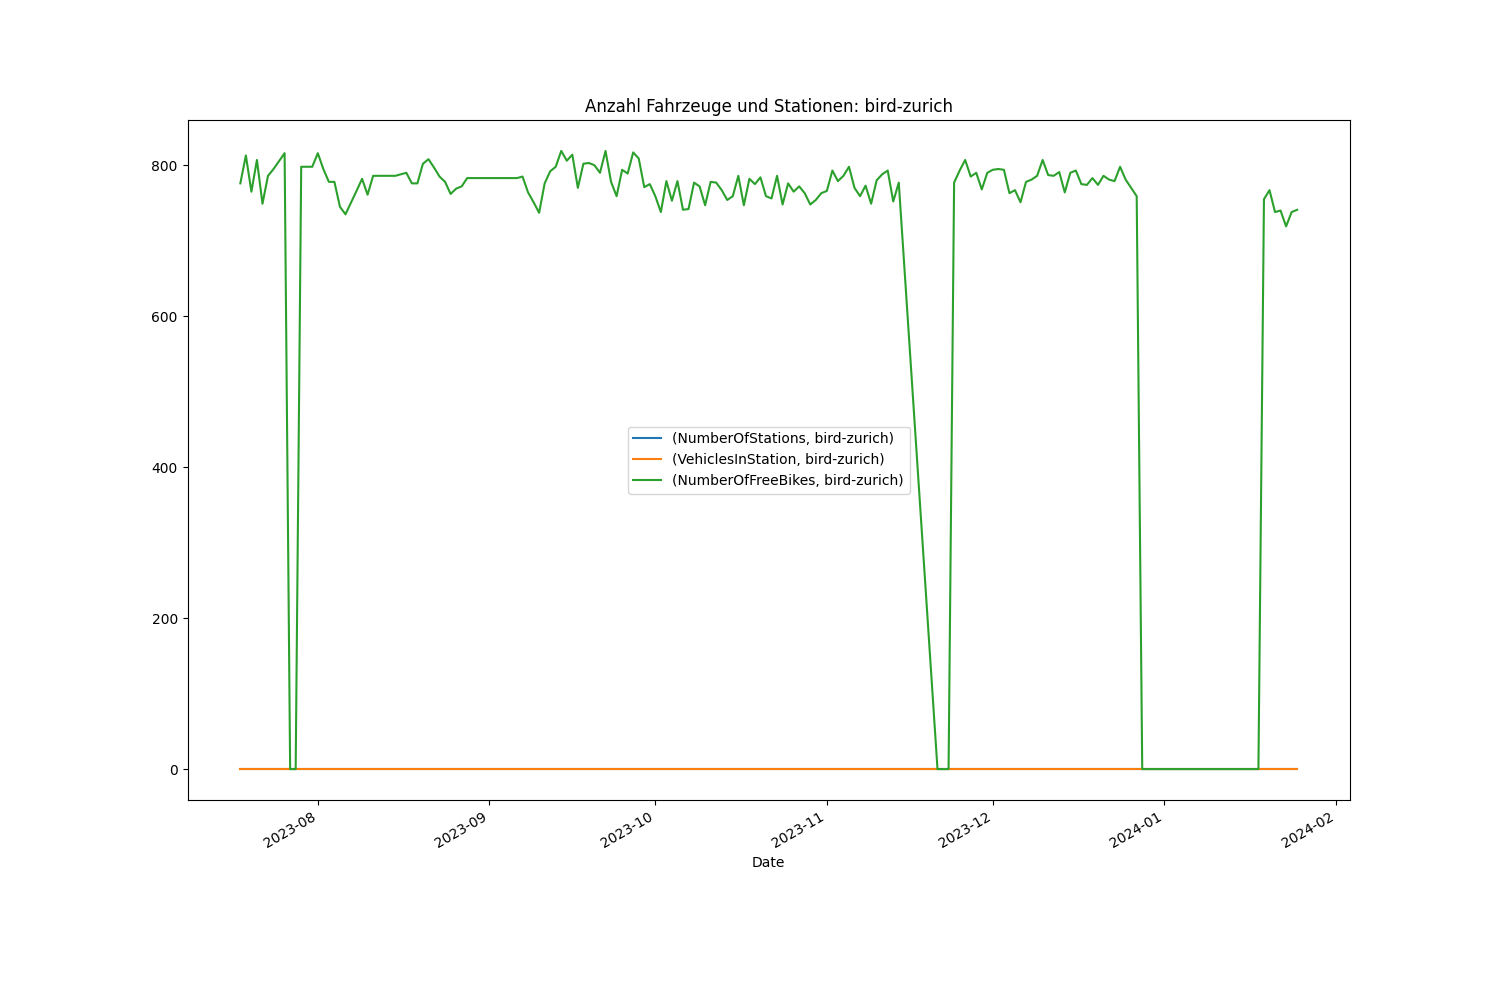 Anzahl Fahrzeuge und Stationen: bird-zurich
800
600
400
200
0
(NumberOfStations, bird-zurich)
(VehiclesInStation, bird-zurich)
(NumberOfFreeBikes, bird-zurich)
2023-08
2023-09
2023-10
2023-11
2023-12
2024-01
2024-02
Date